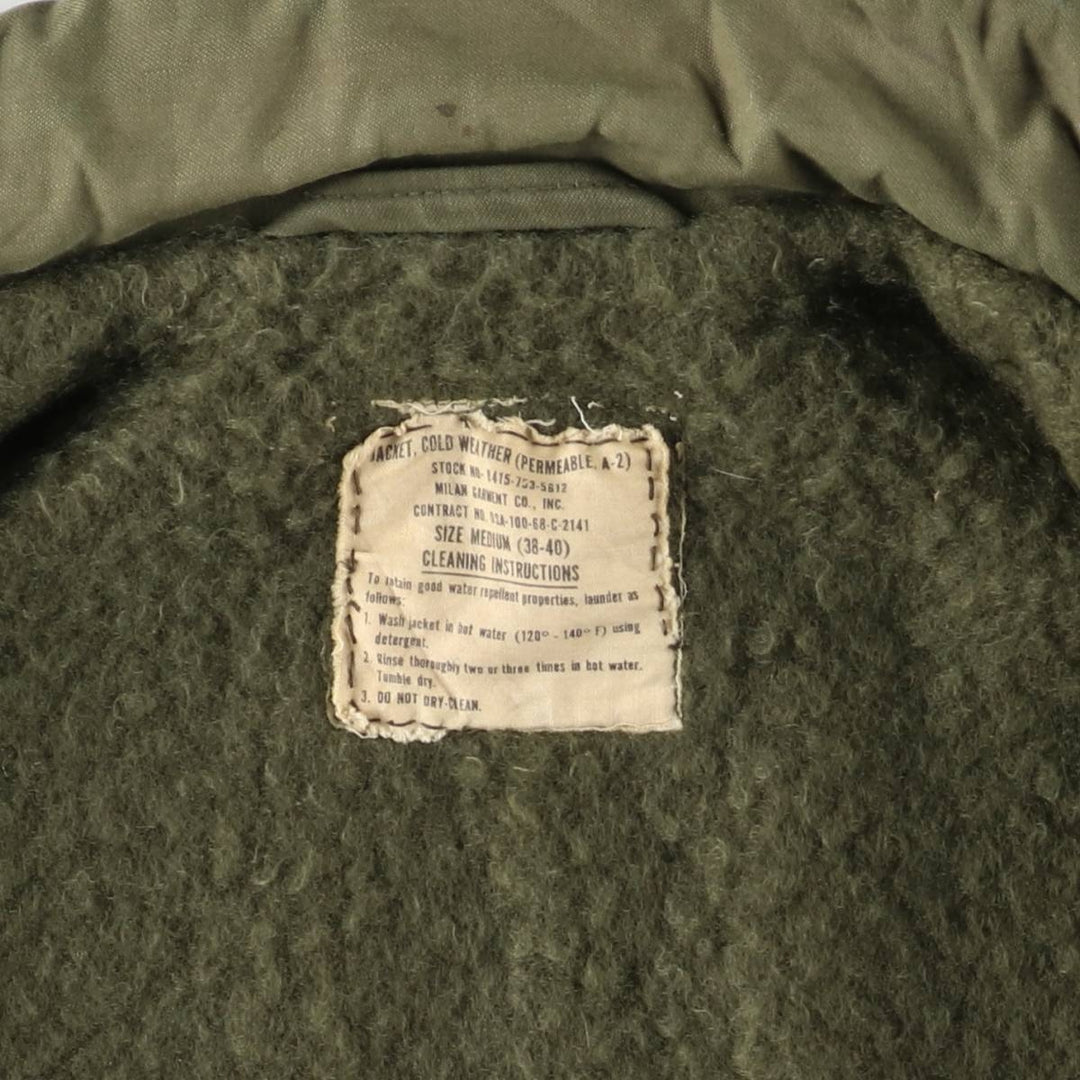 JACKET, COLD WEATHER (PERMEABLE, A-2)
STOCK NO. 8415-753-5612
MILAN GARMENT CO., INC.
CONTRACT NO. DSA-100-68-C-2141
SIZE MEDIUM (38-40)
CLEANING INSTRUCTIONS
To retain good water repellent properties, launder as
follows:
1. Wash jacket in hot water (120° - 140° F) using
detergent.
2. Rinse thoroughly two or three times in hot water.
Tumble dry.
3. DO NOT DRY-CLEAN.